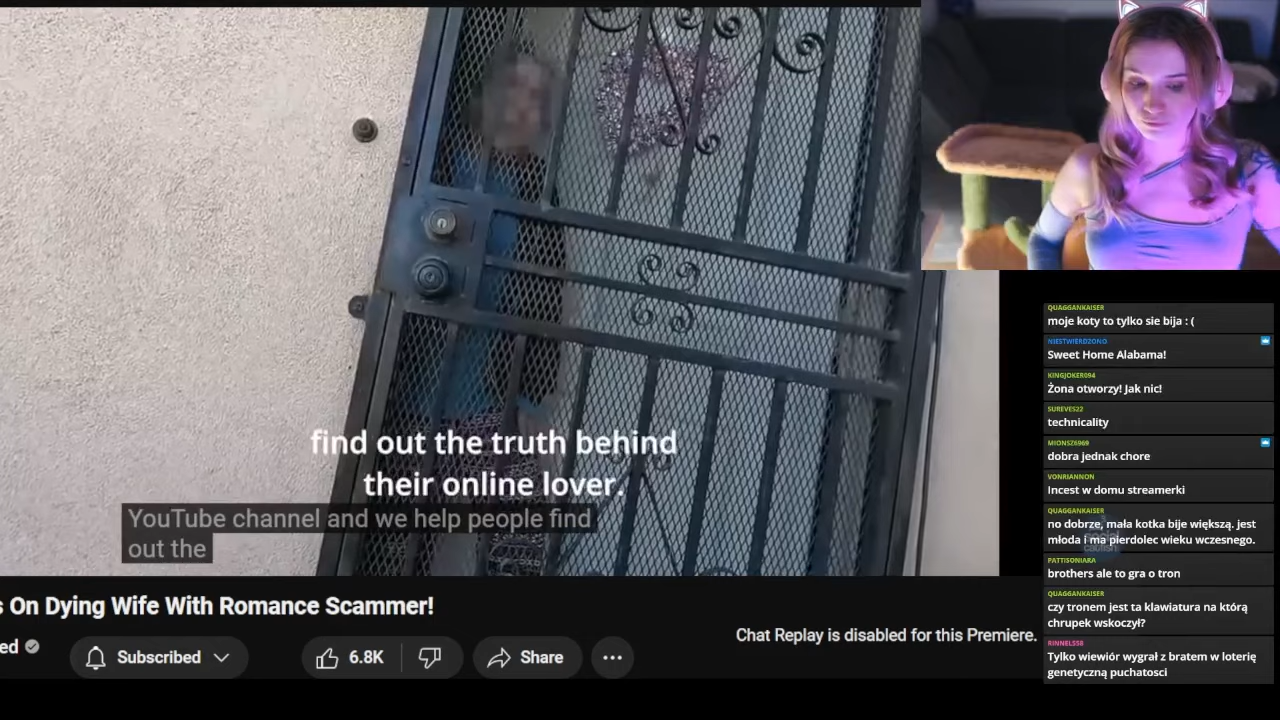 find out the truth behind
their online lover.
YouTube channel and we help people find
out the
s On Dying Wife With Romance Scammer!
ed
Subscribed
6.8K
Share
Chat Replay is disabled for this Premiere.
QUAGGANKAISER
moje koty to tylko sie bija : (
NIESTWIERDZONO
Sweet Home Alabama!
KINGJOKER094
Żona otworzy! Jak nic!
SUREVES22
technicality
MIONSZ6969
dobra jednak chore
VONRIANNON
Incest w domu streamerki
QUAGGANKAISER
no dobrze, mała kotka bije większą. jest
młoda i ma pierdolec wieku wczesnego.
PATTISONIARA
brothers ale to gra o tron
QUAGGANKAISER
czy tronem jest ta klawiatura na którą
chrupek wskoczył?
RINNEL558
Tylko wiewiór wygrał z bratem w loterię
genetyczną puchatosci